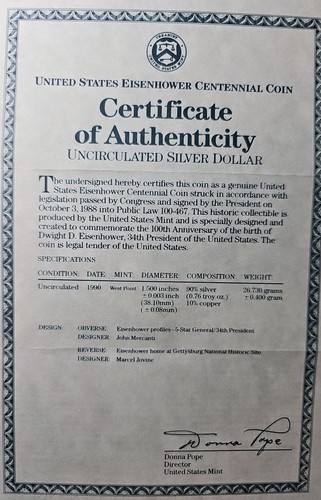 TREASURY
UNITED STATES MINT
UNITED STATES EISENHOWER CENTENNIAL COIN
Certificate
of Authenticity
UNCIRCULATED SILVER DOLLAR
The undersigned hereby certifies this coin as a genuine United
States Eisenhower Centennial Coin struck in accordance with
legislation passed by Congress and signed by the President on
October 3, 1988 into Public Law 100-467. This historic collectible is
produced by the United States Mint and is specially designed and
created to commemorate the 100th Anniversary of the birth of
Dwight D. Eisenhower, 34th President of the United States. The
coin is legal tender of the United States.
SPECIFICATIONS
CONDITION: DATE: MINT: DIAMETER: COMPOSITION: WEIGHT:
Uncirculated 1990 West Point 1.500 inches 90% silver 26.730 grams
± 0.003 inch (0.76 troy oz.) ± 0.400 gram
(38.10mm) 10% copper
(± 0.08mm)
DESIGN: OBVERSE: Eisenhower profiles–5-Star General/34th President
DESIGNER: John Mercanti
REVERSE: Eisenhower home at Gettysburg National Historic Site
DESIGNER: Marcel Jovine
Donna Pope
Donna Pope
Director
United States Mint